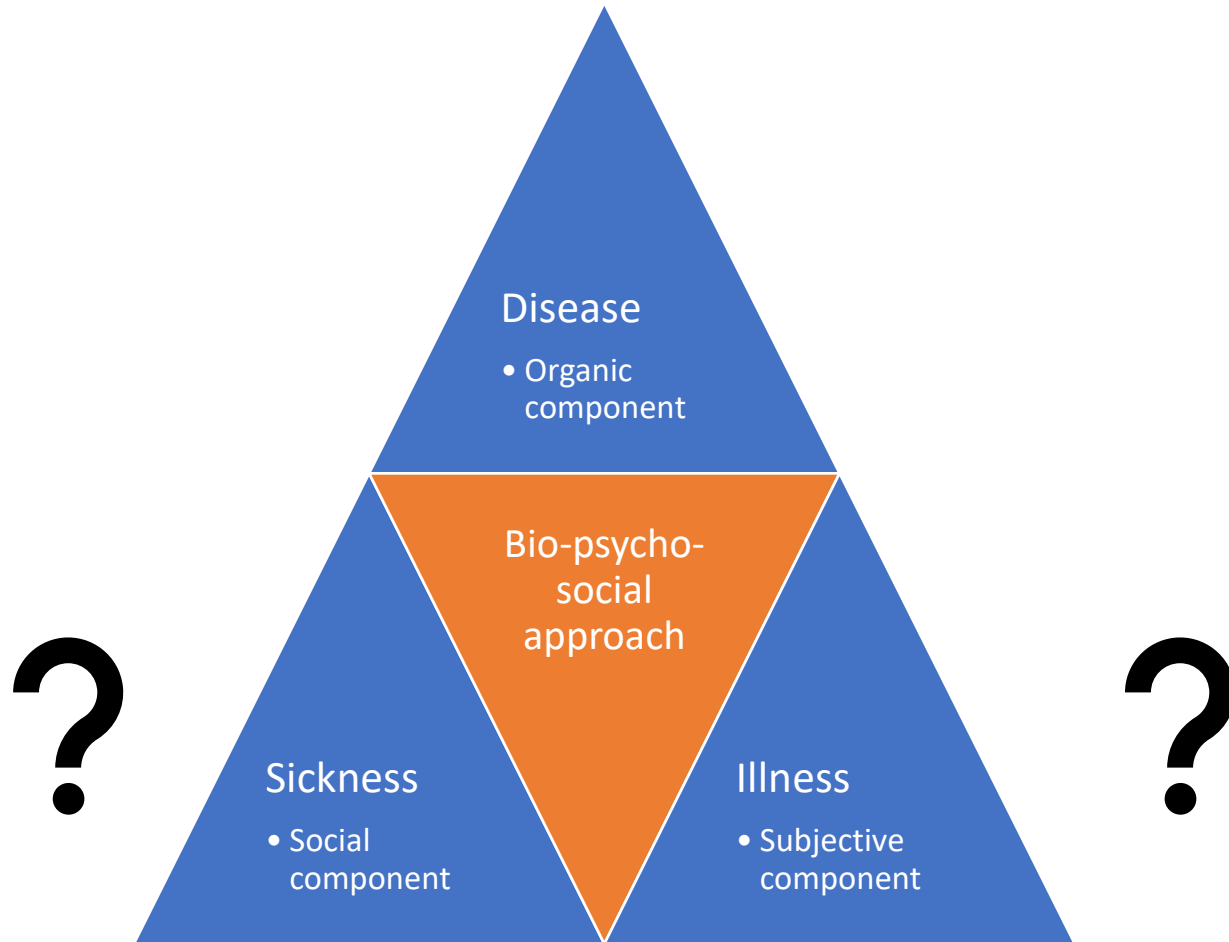 Disease
• Organic
component
Bio-psycho-
social
approach
?
?
Sickness
• Social
component
Illness
• Subjective
component